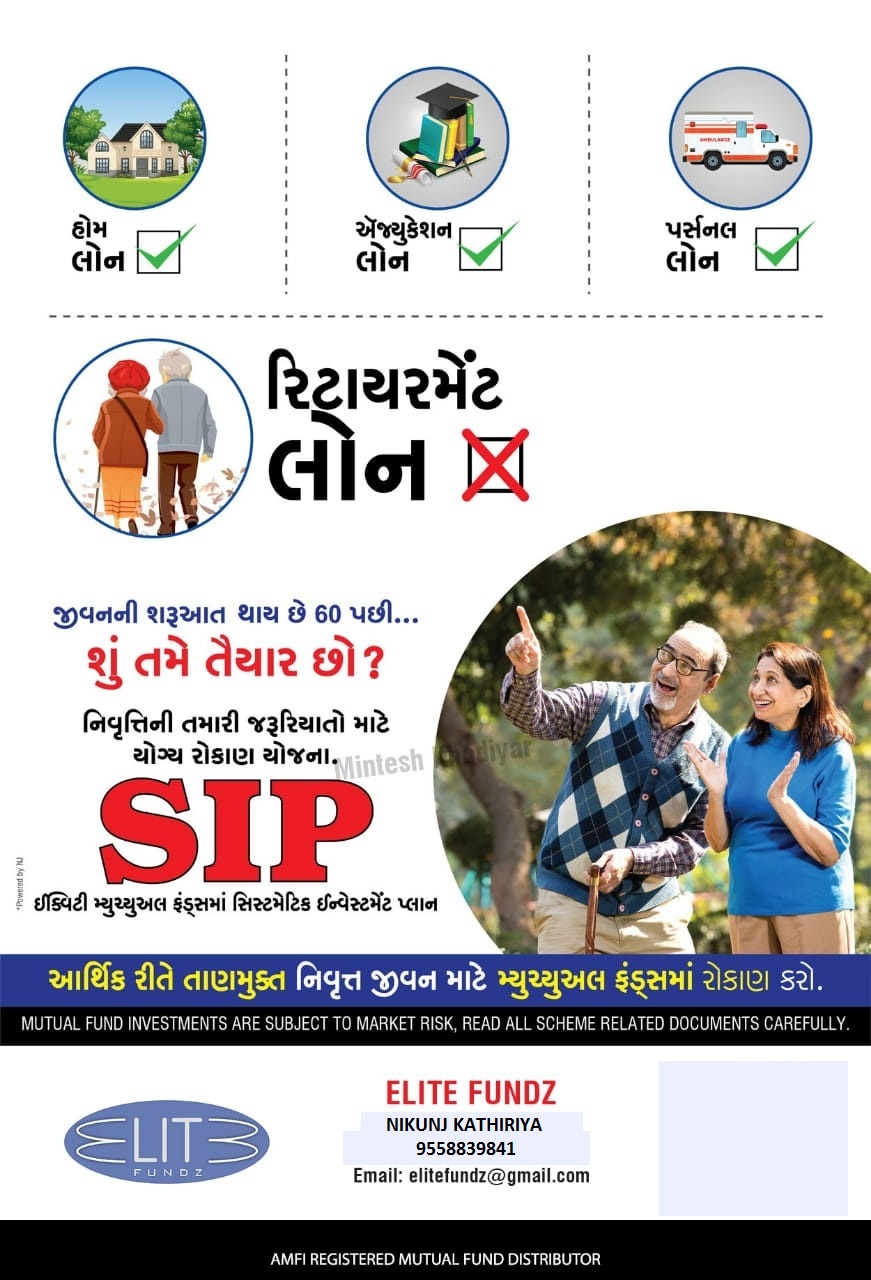 હોમ
લોન
ઍજ્યુકેશન
લોન
AMBULANCE
પર્સનલ
લોન
રિટાયરમેંટ
લોન
જીવનની શરૂઆત થાય છે 60 પછી...
શું તમે તૈયાર છો?
નિવૃત્તિની તમારી જરૂરિયાતો માટે
યોગ્ય રોકાણ યોજના.
Mintesh
SIP
ઈક્વિટી મ્યુચ્યુઅલ ફંડ્સમાં સિસ્ટમેટિક ઈન્વેસ્ટમેંટ પ્લાન
*Powered by NJ
આર્થિક રીતે તાણમુક્ત નિવૃત્ત જીવન માટે મ્યુચ્યુઅલ ફંડ્સમાં રોકાણ કરો.
MUTUAL FUND INVESTMENTS ARE SUBJECT TO MARKET RISK, READ ALL SCHEME RELATED DOCUMENTS CAREFULLY.
ELITE
FUNDZ
ELITE FUNDZ
NIKUNJ KATHIRIYA
9558839841
Email: elitefundz@gmail.com
AMFI REGISTERED MUTUAL FUND DISTRIBUTOR